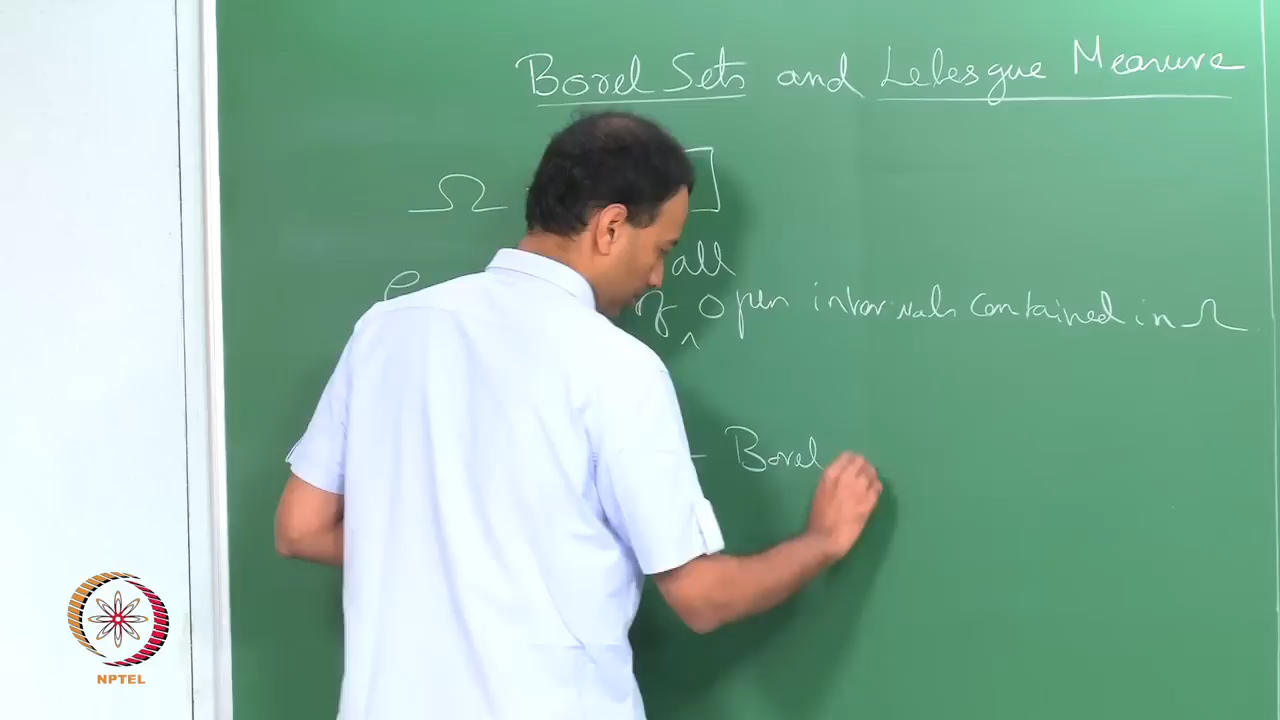 Borel Sets and Lebesgue Measure
Ω ]
all
of ^ open intervals contained in Ω
- Borel
NPTEL